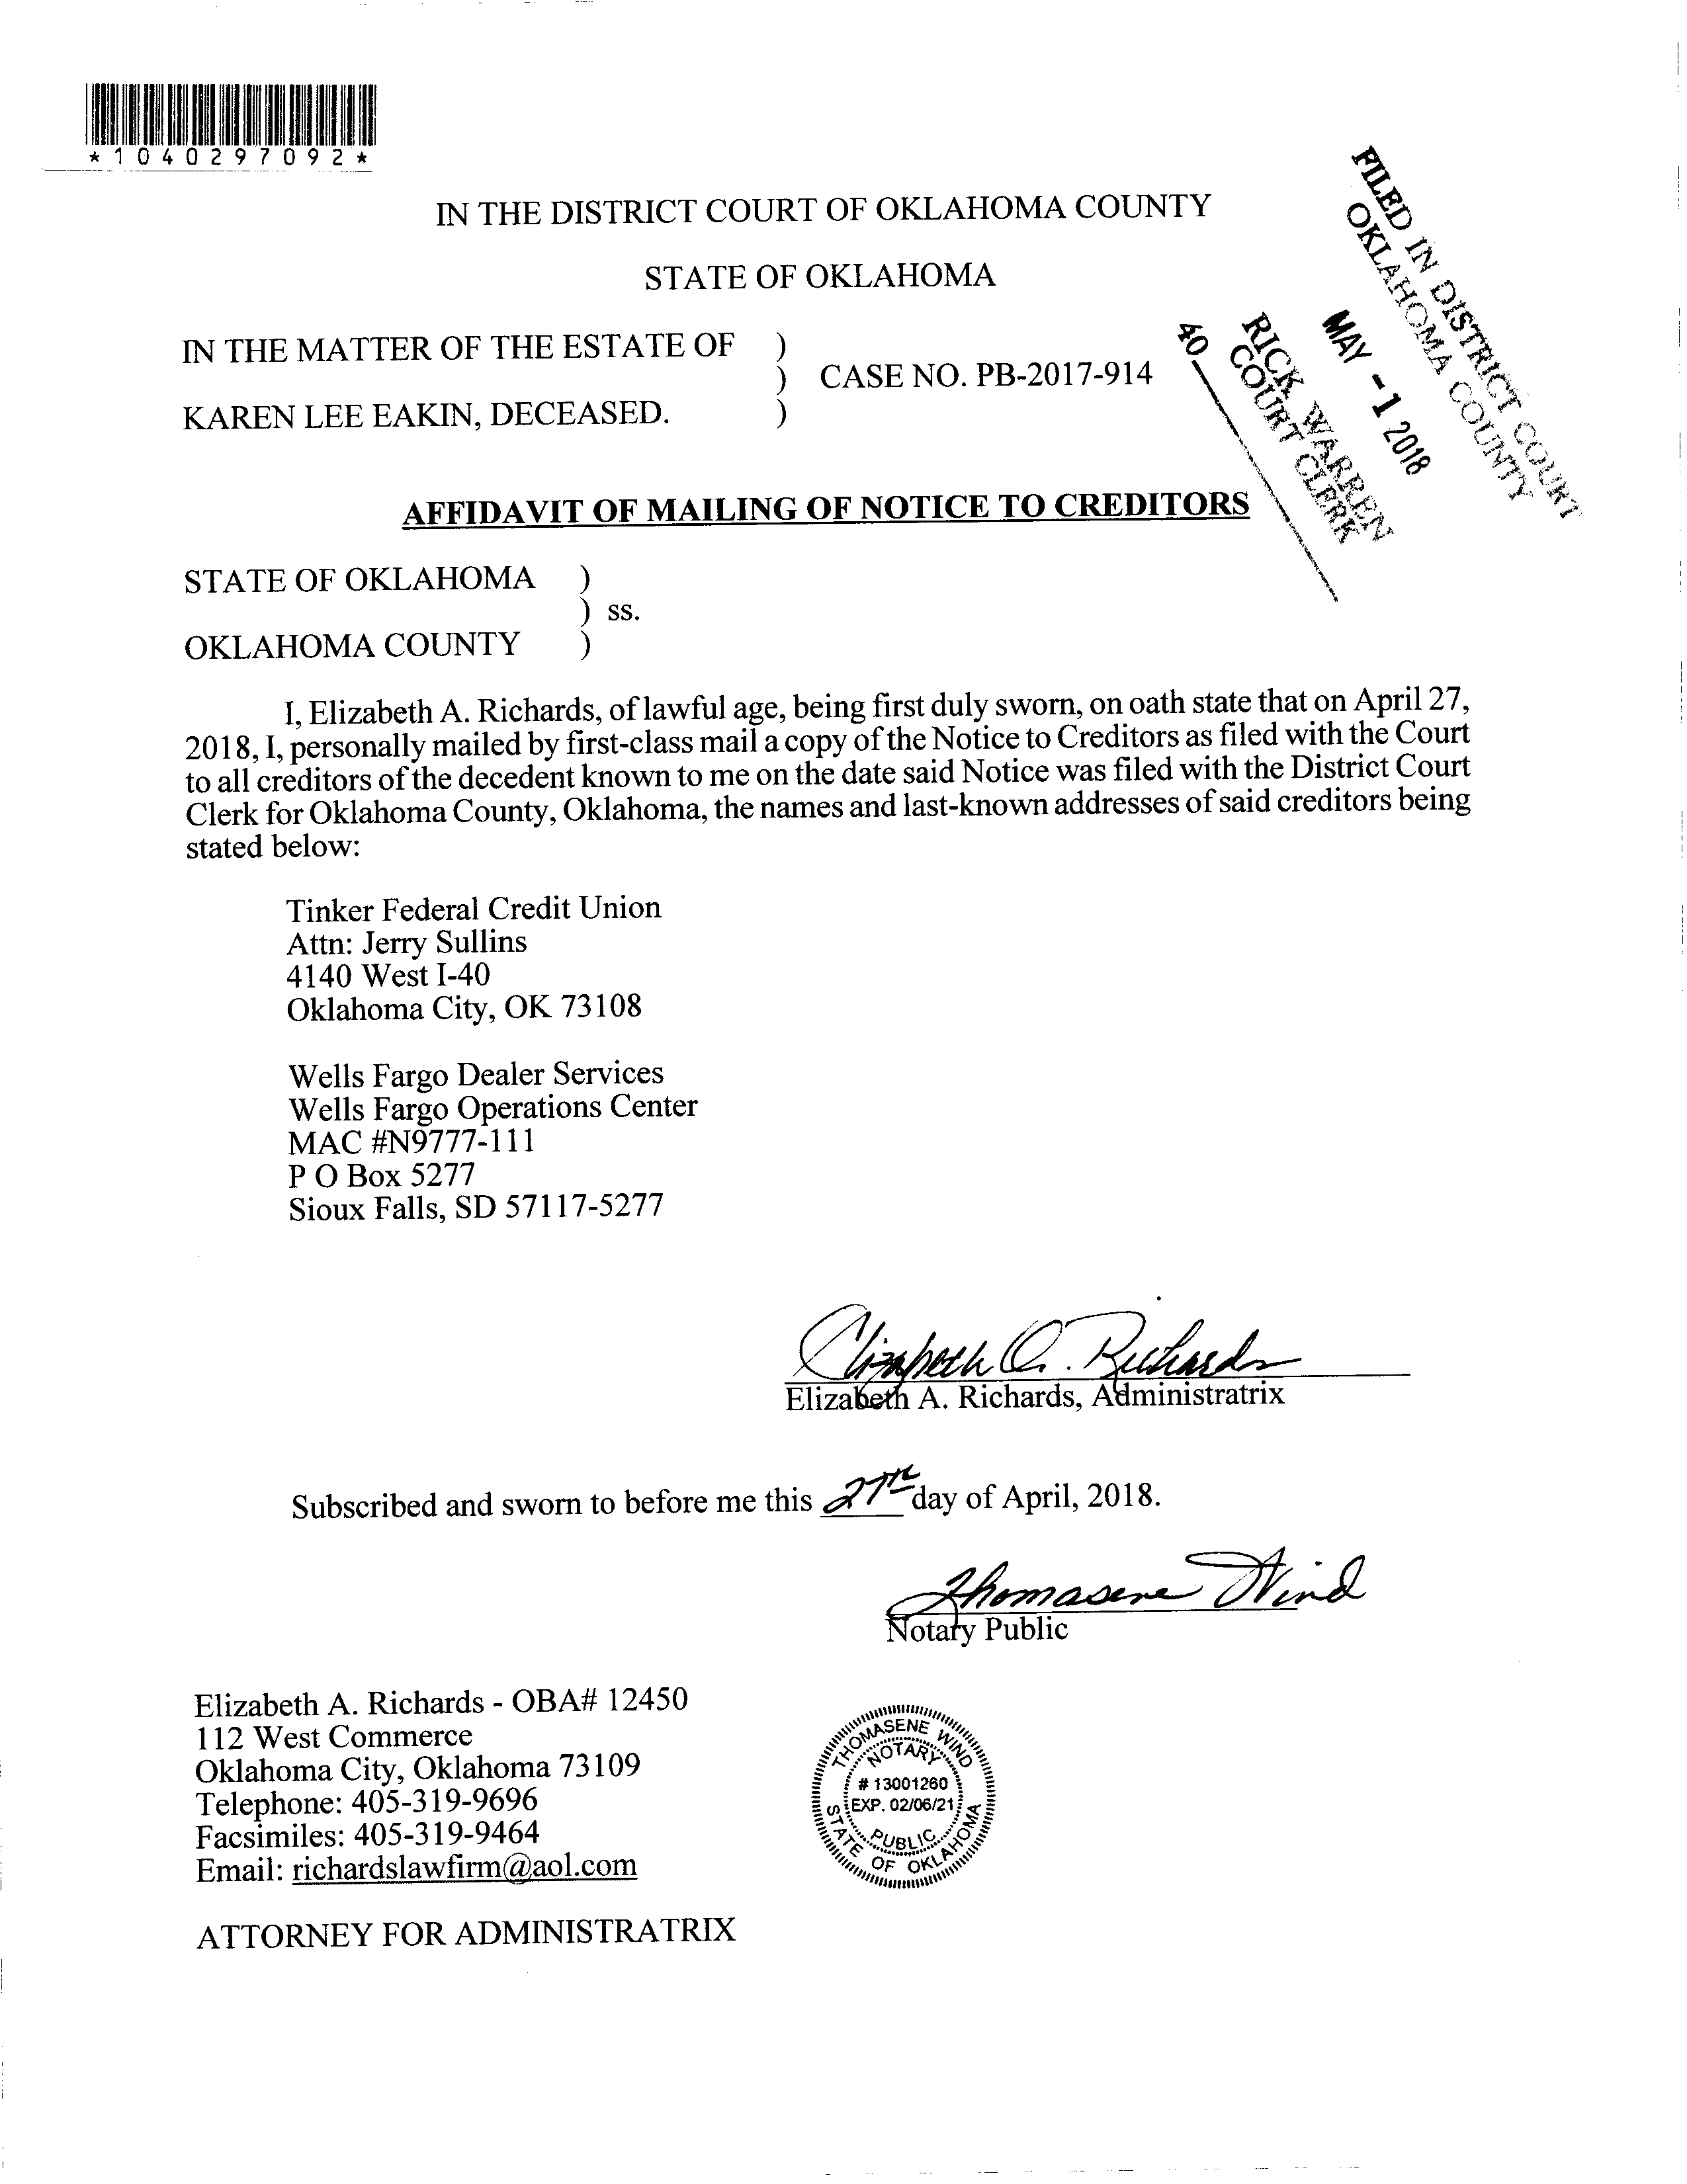 *1040297092*
FILED IN DISTRICT COURT
OKLAHOMA COUNTY
MAY -1 2018
RICK WARREN
COURT CLERK
40
IN THE DISTRICT COURT OF OKLAHOMA COUNTY
STATE OF OKLAHOMA
IN THE MATTER OF THE ESTATE OF )
) CASE NO. PB-2017-914
KAREN LEE EAKIN, DECEASED. )
AFFIDAVIT OF MAILING OF NOTICE TO CREDITORS
STATE OF OKLAHOMA )
) ss.
OKLAHOMA COUNTY )
I, Elizabeth A. Richards, of lawful age, being first duly sworn, on oath state that on April 27,
2018, I, personally mailed by first-class mail a copy of the Notice to Creditors as filed with the Court
to all creditors of the decedent known to me on the date said Notice was filed with the District Court
Clerk for Oklahoma County, Oklahoma, the names and last-known addresses of said creditors being
stated below:
Tinker Federal Credit Union
Attn: Jerry Sullins
4140 West I-40
Oklahoma City, OK 73108
Wells Fargo Dealer Services
Wells Fargo Operations Center
MAC #N9777-111
P O Box 5277
Sioux Falls, SD 57117-5277
Elizabeth A. Richards
Elizabeth A. Richards, Administratrix
Subscribed and sworn to before me this 27th day of April, 2018.
Thomasene Wind
Notary Public
Elizabeth A. Richards - OBA# 12450
112 West Commerce
Oklahoma City, Oklahoma 73109
Telephone: 405-319-9696
Facsimiles: 405-319-9464
Email: richardslawfirm@aol.com
ATTORNEY FOR ADMINISTRATRIX
THOMASENE WIND
NOTARY
# 13001260
EXP. 02/06/21
PUBLIC
STATE OF OKLAHOMA